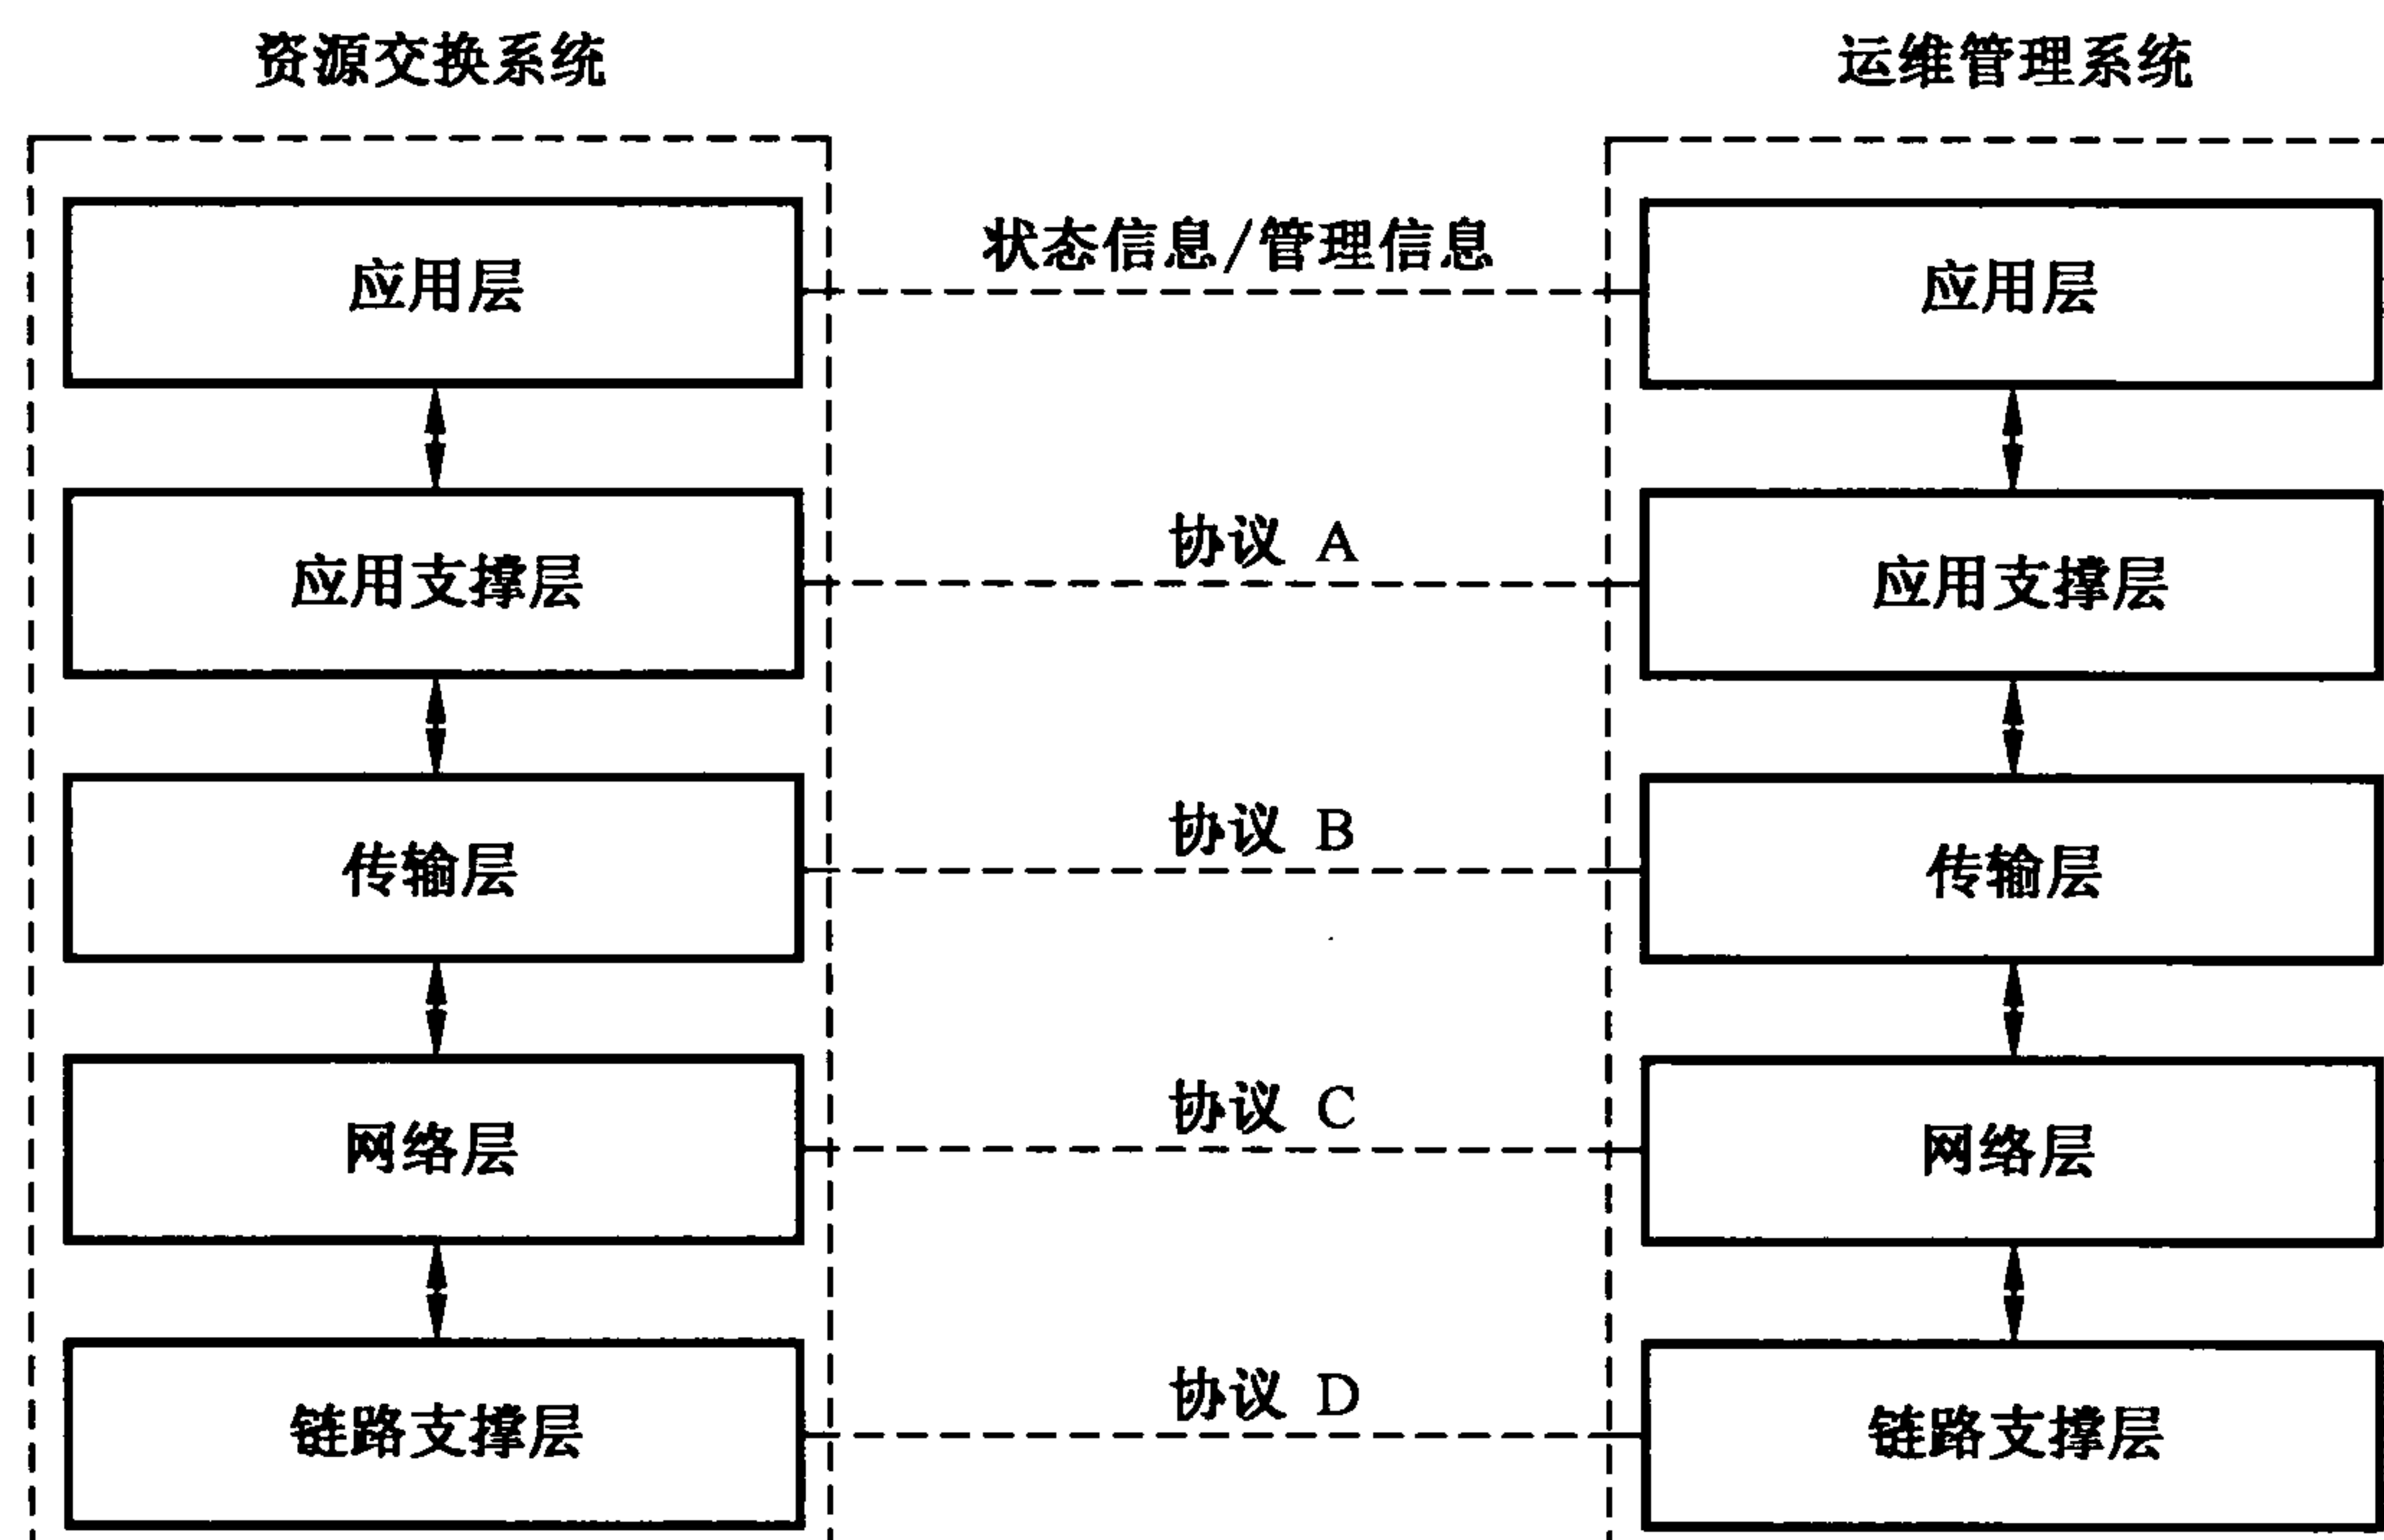 资源交换系统 运维管理系统
状态信息/管理信息
应用层 应用层
协议 A
应用支撑层 应用支撑层
协议 B
传输层 传输层
协议 C
网络层 网络层
协议 D
链路支撑层 链路支撑层